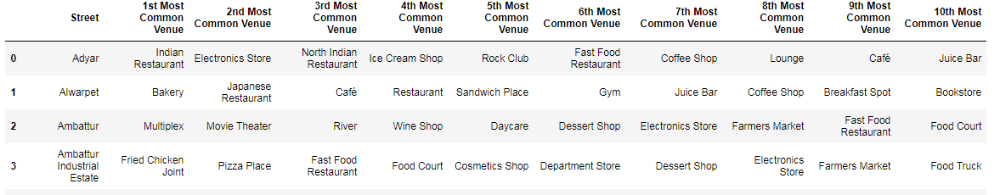 Street 1st Most Common Venue 2nd Most Common Venue 3rd Most Common Venue 4th Most Common Venue 5th Most Common Venue 6th Most Common Venue 7th Most Common Venue 8th Most Common Venue 9th Most Common Venue 10th Most Common Venue
0 Adyar Indian Restaurant Electronics Store North Indian Restaurant Ice Cream Shop Rock Club Fast Food Restaurant Coffee Shop Lounge Café Juice Bar
1 Alwarpet Bakery Japanese Restaurant Café Restaurant Sandwich Place Gym Juice Bar Coffee Shop Breakfast Spot Bookstore
2 Ambattur Multiplex Movie Theater River Wine Shop Daycare Dessert Shop Electronics Store Farmers Market Fast Food Restaurant Food Court
3 Ambattur Industrial Estate Fried Chicken Joint Pizza Place Fast Food Restaurant Food Court Cosmetics Shop Department Store Dessert Shop Electronics Store Farmers Market Food Truck